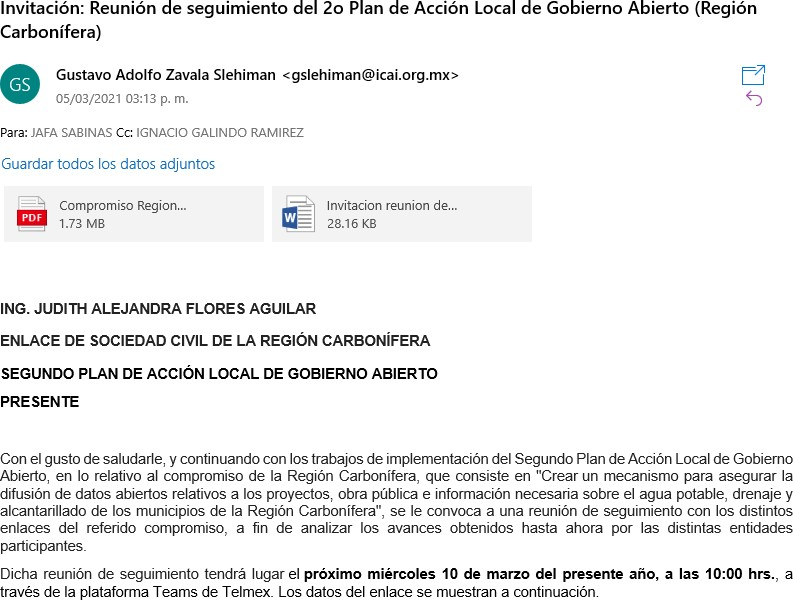 Invitación: Reunión de seguimiento del 2o Plan de Acción Local de Gobierno Abierto (Región
Carbonífera)
GS
Gustavo Adolfo Zavala Slehiman <gslehiman@icai.org.mx>
05/03/2021 03:13 p. m.
Para: JAFA SABINAS Cc: IGNACIO GALINDO RAMIREZ
Guardar todos los datos adjuntos
PDF
Compromiso Region...
1.73 MB
W
Invitacion reunion de...
28.16 KB
ING. JUDITH ALEJANDRA FLORES AGUILAR
ENLACE DE SOCIEDAD CIVIL DE LA REGIÓN CARBONÍFERA
SEGUNDO PLAN DE ACCIÓN LOCAL DE GOBIERNO ABIERTO
PRESENTE
Con el gusto de saludarle, y continuando con los trabajos de implementación del Segundo Plan de Acción Local de Gobierno
Abierto, en lo relativo al compromiso de la Región Carbonífera, que consiste en "Crear un mecanismo para asegurar la
difusión de datos abiertos relativos a los proyectos, obra pública e información necesaria sobre el agua potable, drenaje y
alcantarillado de los municipios de la Región Carbonífera", se le convoca a una reunión de seguimiento con los distintos
enlaces del referido compromiso, a fin de analizar los avances obtenidos hasta ahora por las distintas entidades
participantes.
Dicha reunión de seguimiento tendrá lugar el próximo miércoles 10 de marzo del presente año, a las 10:00 hrs., a
través de la plataforma Teams de Telmex. Los datos del enlace se muestran a continuación.